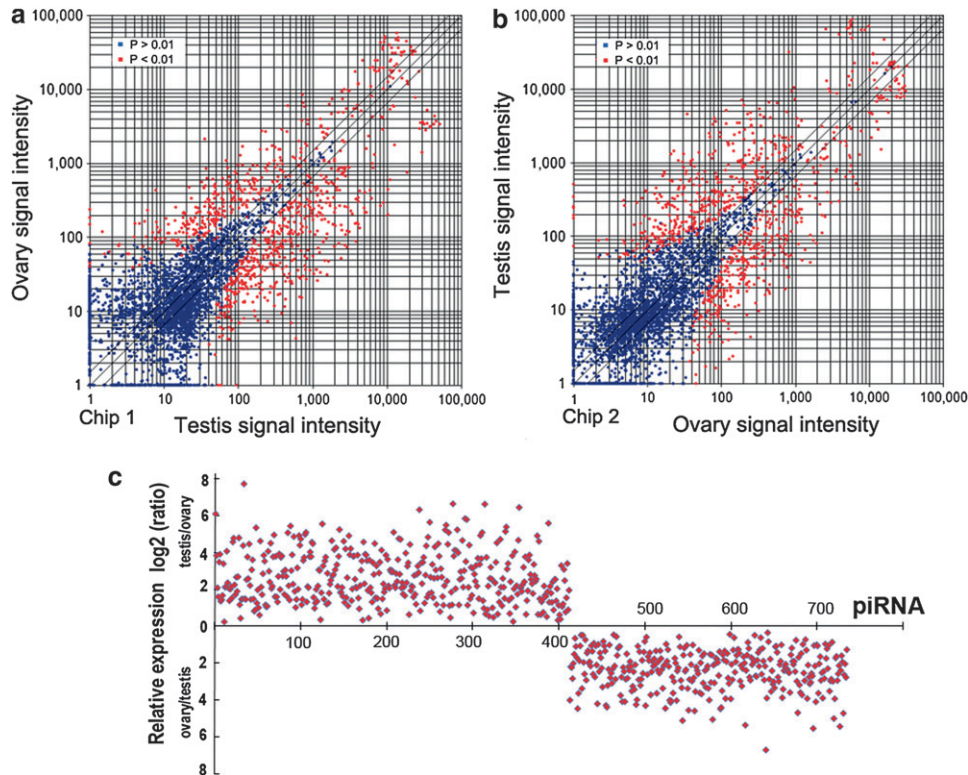 a
100,000
10,000
1,000
100
10
1
Ovary signal intensity
P > 0.01
P < 0.01
1 10 100 1,000 10,000 100,000
Chip 1
Testis signal intensity
b
100,000
10,000
1,000
100
10
1
Testis signal intensity
P > 0.01
P < 0.01
1 10 100 1,000 10,000 100,000
Chip 2
Ovary signal intensity
c
Relative expression log2 (ratio)
testis/ovary
ovary/testis
8
6
4
2
0
2
4
6
8
100 200 300 400 500 600 700
piRNA